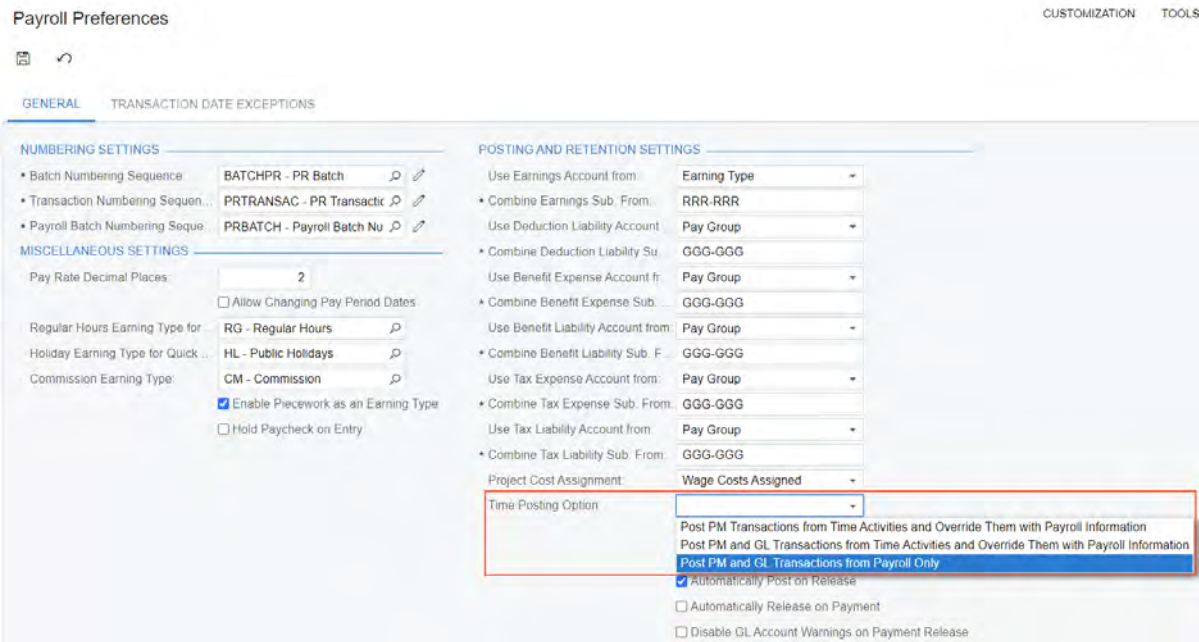 Payroll Preferences
CUSTOMIZATION TOOLS
GENERAL TRANSACTION DATE EXCEPTIONS
NUMBERING SETTINGS
* Batch Numbering Sequence: BATCHPR - PR Batch
* Transaction Numbering Sequen... PRTRANSAC - PR Transactic
* Payroll Batch Numbering Seque... PRBATCH - Payroll Batch Nu
MISCELLANEOUS SETTINGS
Pay Rate Decimal Places: 2
Allow Changing Pay Period Dates
Regular Hours Earning Type for ... RG - Regular Hours
Holiday Earning Type for Quick ... HL - Public Holidays
Commission Earning Type: CM - Commission
Enable Piecework as an Earning Type
Hold Paycheck on Entry
POSTING AND RETENTION SETTINGS
Use Earnings Account from: Earning Type
* Combine Earnings Sub. From: RRR-RRR
Use Deduction Liability Account Pay Group
* Combine Deduction Liability Su... GGG-GGG
Use Benefit Expense Account fr... Pay Group
* Combine Benefit Expense Sub. ... GGG-GGG
Use Benefit Liability Account from: Pay Group
* Combine Benefit Liability Sub. F... GGG-GGG
Use Tax Expense Account from: Pay Group
* Combine Tax Expense Sub. From: GGG-GGG
Use Tax Liability Account from: Pay Group
* Combine Tax Liability Sub. From: GGG-GGG
Project Cost Assignment: Wage Costs Assigned
Time Posting Option
Post PM Transactions from Time Activities and Override Them with Payroll Information
Post PM and GL Transactions from Time Activities and Override Them with Payroll Information
Post PM and GL Transactions from Payroll Only
Automatically Post on Release
Automatically Release on Payment
Disable GL Account Warnings on Payment Release